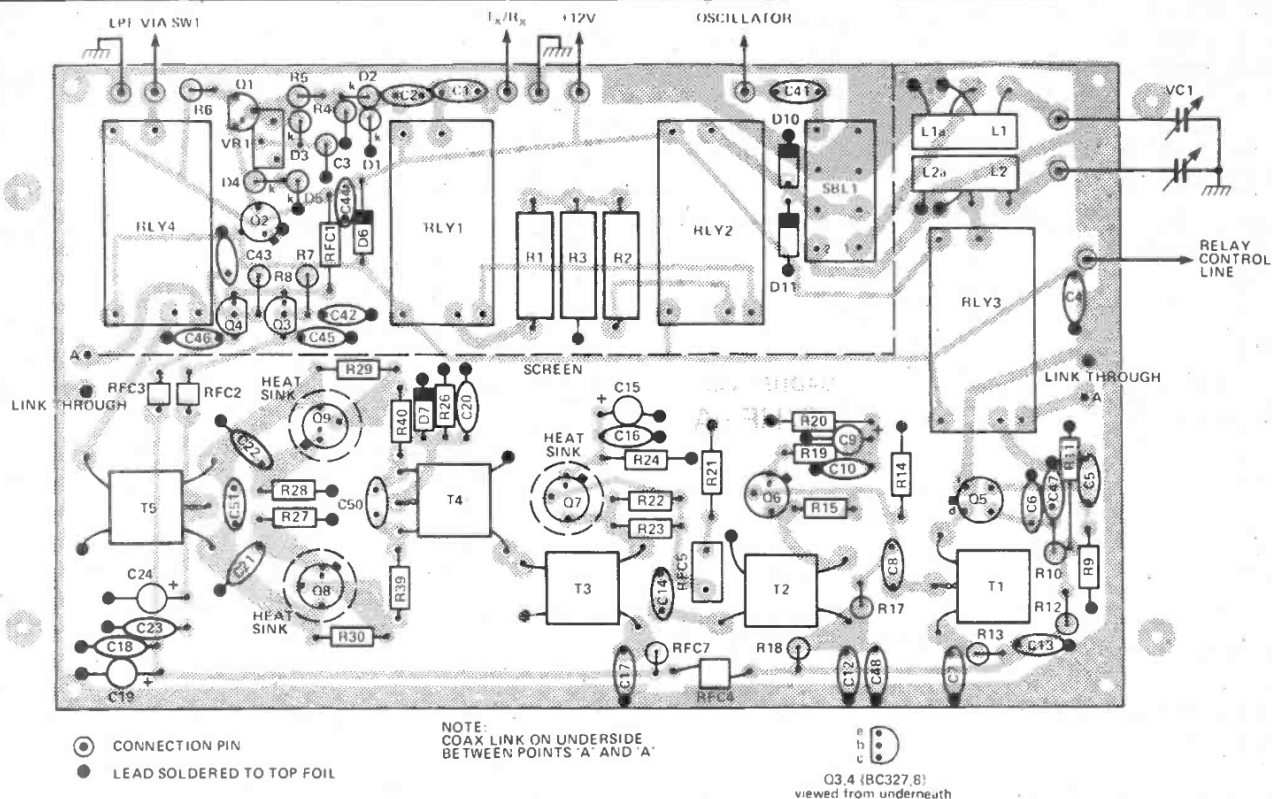 LPF VIA SW1
Tx/Rx
+12V
OSCILLATOR
R6
Q1
R5
D2
R4
k
C2
C1
C41
VC1
VR1
k
D3
C3
k
D1
D10
L1a
L1
L2a
L2
D4
k
k
D5
C44
SBL1
RLY4
Q2
RFC1
D6
RLY1
R1
R3
R2
RLY2
D11
RELAY
CONTROL
LINE
C43
R8
R7
RLY3
C4
Q4
Q3
C42
C46
C45
A
SCREEN
R29
LINK THROUGH
A
RFC3
RFC2
LINK THROUGH
HEAT
SINK
Q9
R40
D7
R26
C20
C15
+
C16
R24
R20
C9
+
R19
C10
R21
R14
R11
C5
C22
HEAT
SINK
Q7
T5
C51
R28
R27
C50
T4
R22
R23
Q6
R15
Q5
d
C6
C47
C21
R10
R9
Q8
HEAT
SINK
R39
T3
C14
RFC5
T2
C8
T1
C24
+
C23
C18
R30
R17
R12
C19
+
C17
RFC7
RFC4
R18
C12
C48
C7
R13
C13
CONNECTION PIN
LEAD SOLDERED TO TOP FOIL
NOTE:
COAX LINK ON UNDERSIDE
BETWEEN POINTS 'A' AND 'A'
e
b
c
Q3,4 (BC327,8)
viewed from underneath